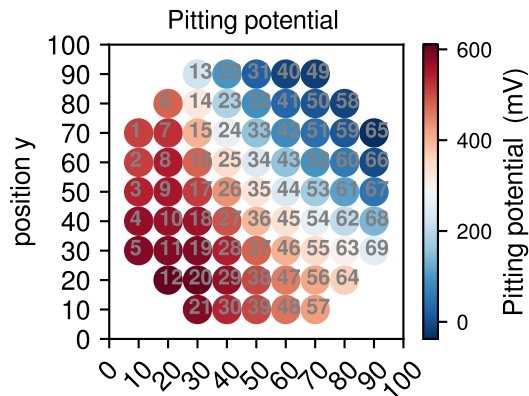 Pitting potential
100
90
80
70
60
50
40
30
20
10
0
position y
13 22 31 40 49
6 14 23 32 41 50 58
1 7 15 24 33 42 51 59 65
2 8 16 25 34 43 52 60 66
3 9 17 26 35 44 53 61 67
4 10 18 27 36 45 54 62 68
5 11 19 28 37 46 55 63 69
12 20 29 38 47 56 64
21 30 39 48 57
0 10 20 30 40 50 60 70 80 90 100
600
400
200
0
Pitting potential (mV)